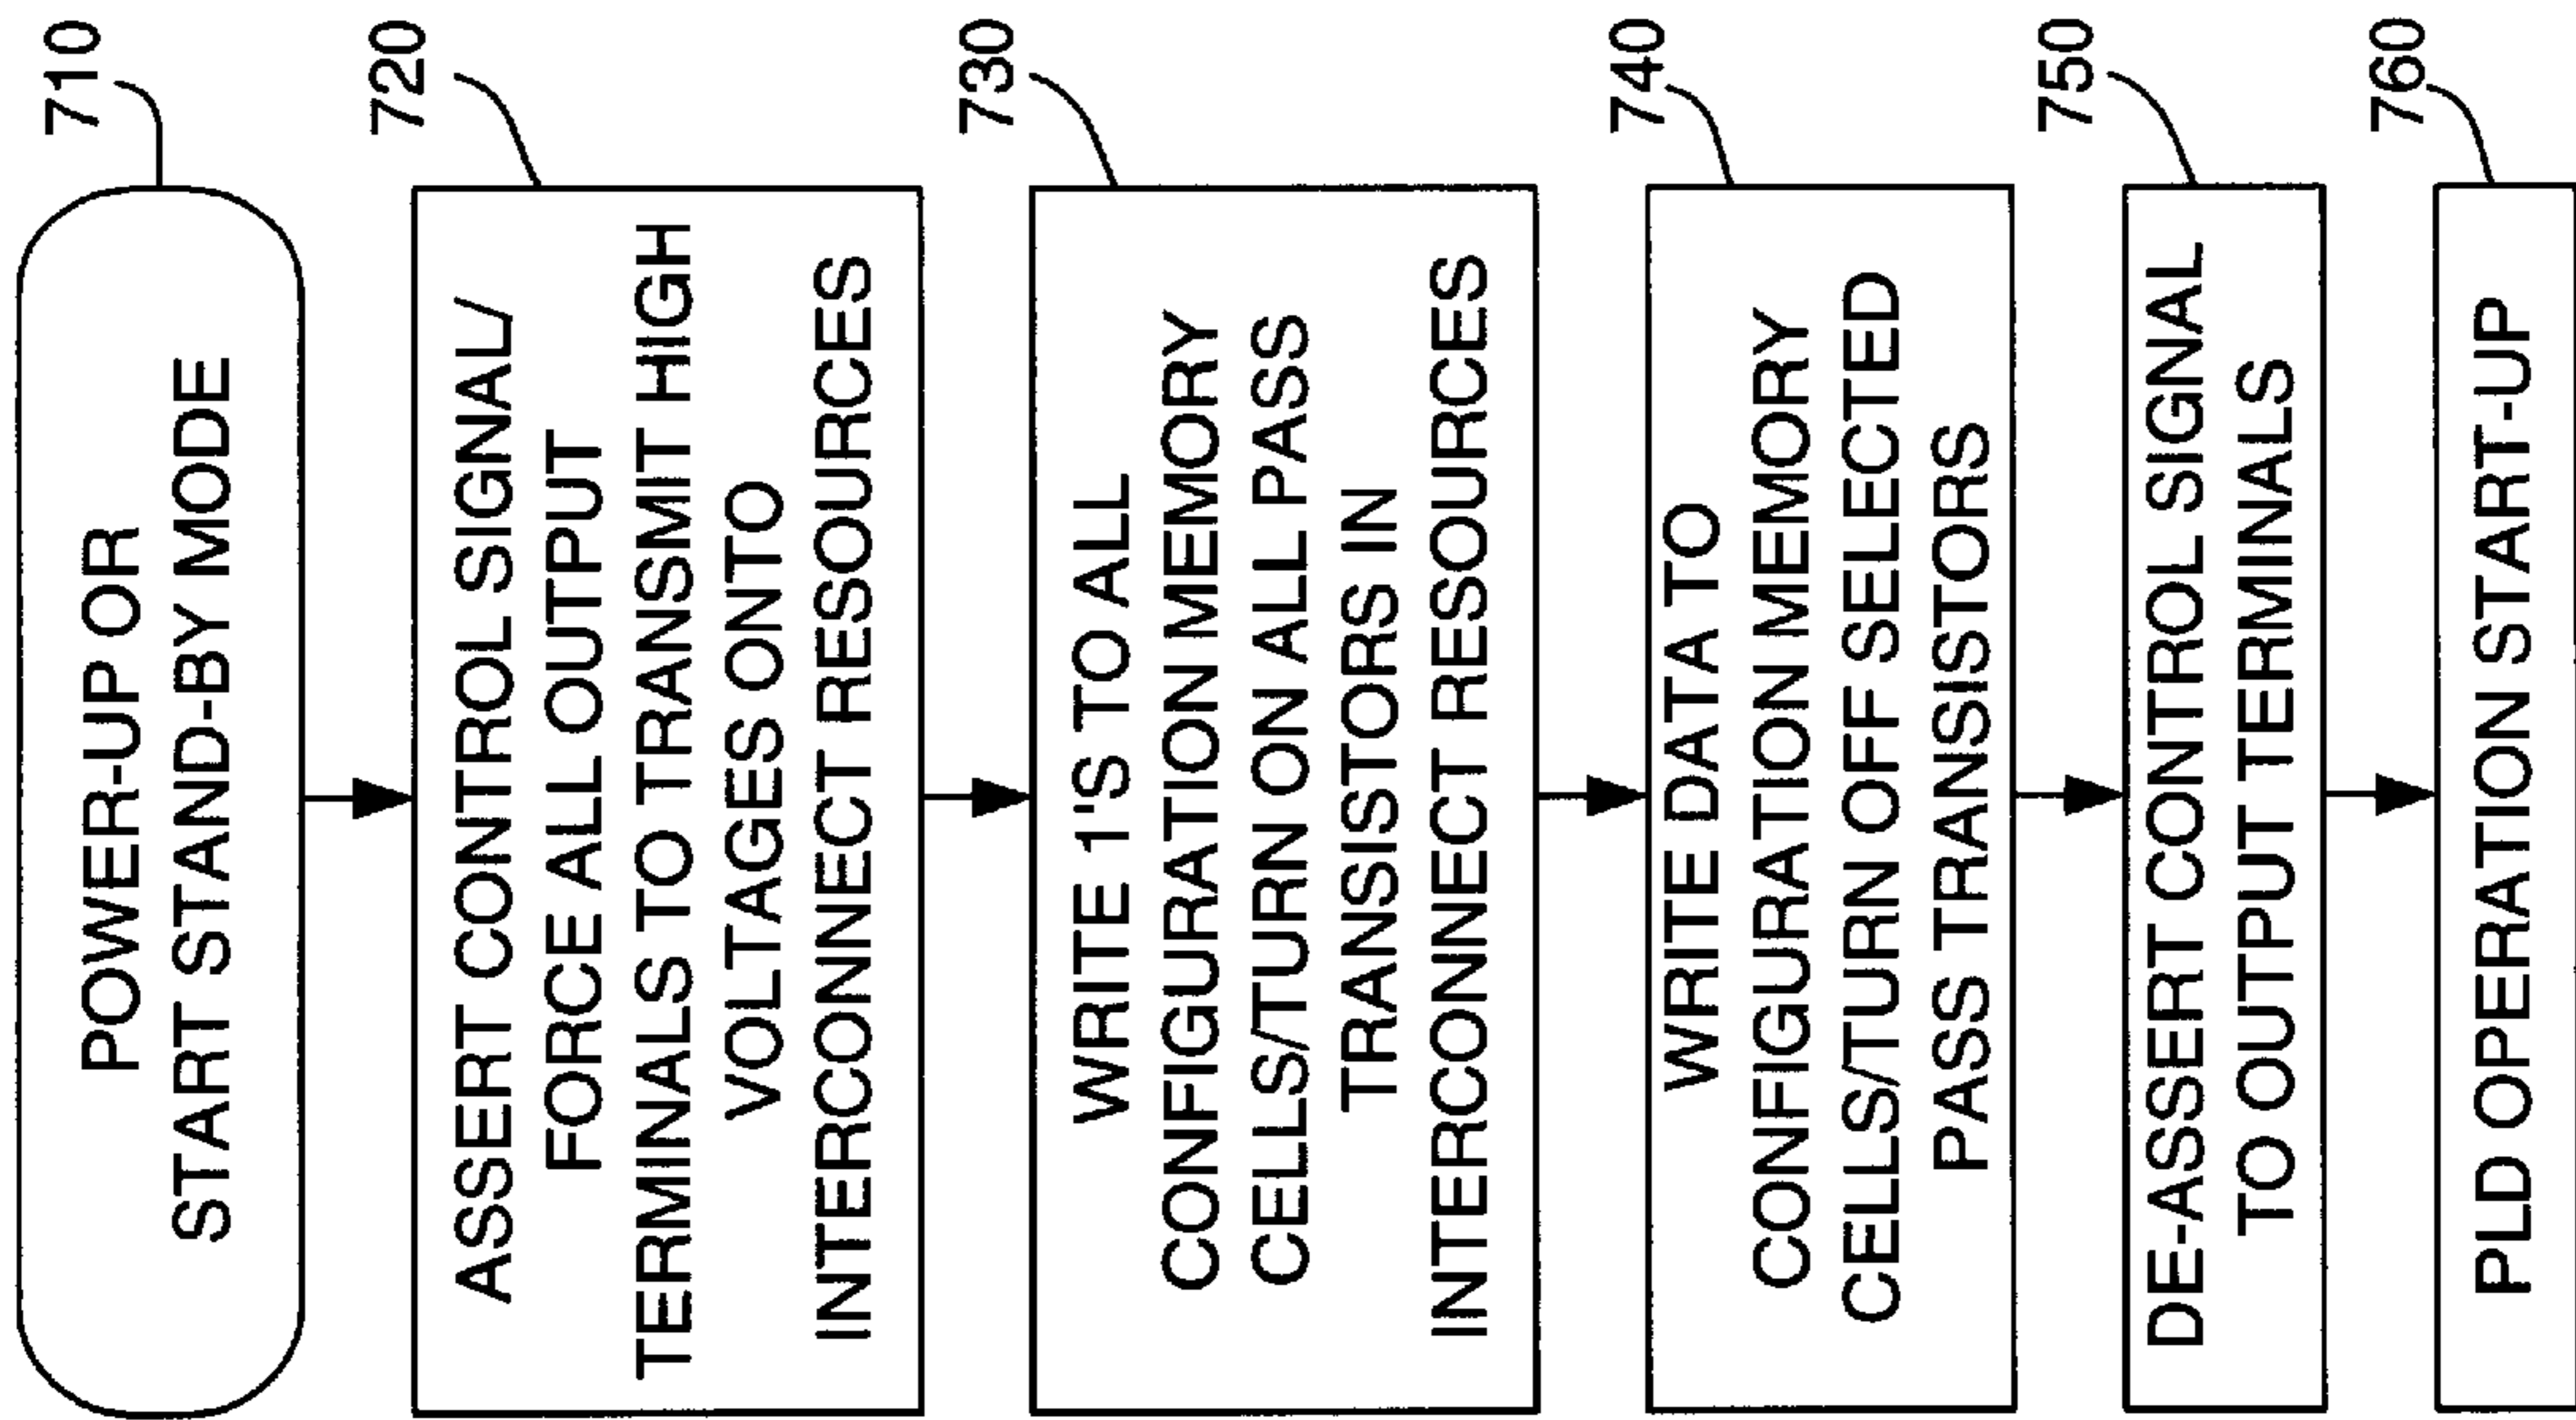 710
POWER-UP OR
START STAND-BY MODE
720
ASSERT CONTROL SIGNAL/
FORCE ALL OUTPUT
TERMINALS TO TRANSMIT HIGH
VOLTAGES ONTO
INTERCONNECT RESOURCES
730
WRITE 1'S TO ALL
CONFIGURATION MEMORY
CELLS/TURN ON ALL PASS
TRANSISTORS IN
INTERCONNECT RESOURCES
740
WRITE DATA TO
CONFIGURATION MEMORY
CELLS/TURN OFF SELECTED
PASS TRANSISTORS
750
DE-ASSERT CONTROL SIGNAL
TO OUTPUT TERMINALS
760
PLD OPERATION START-UP